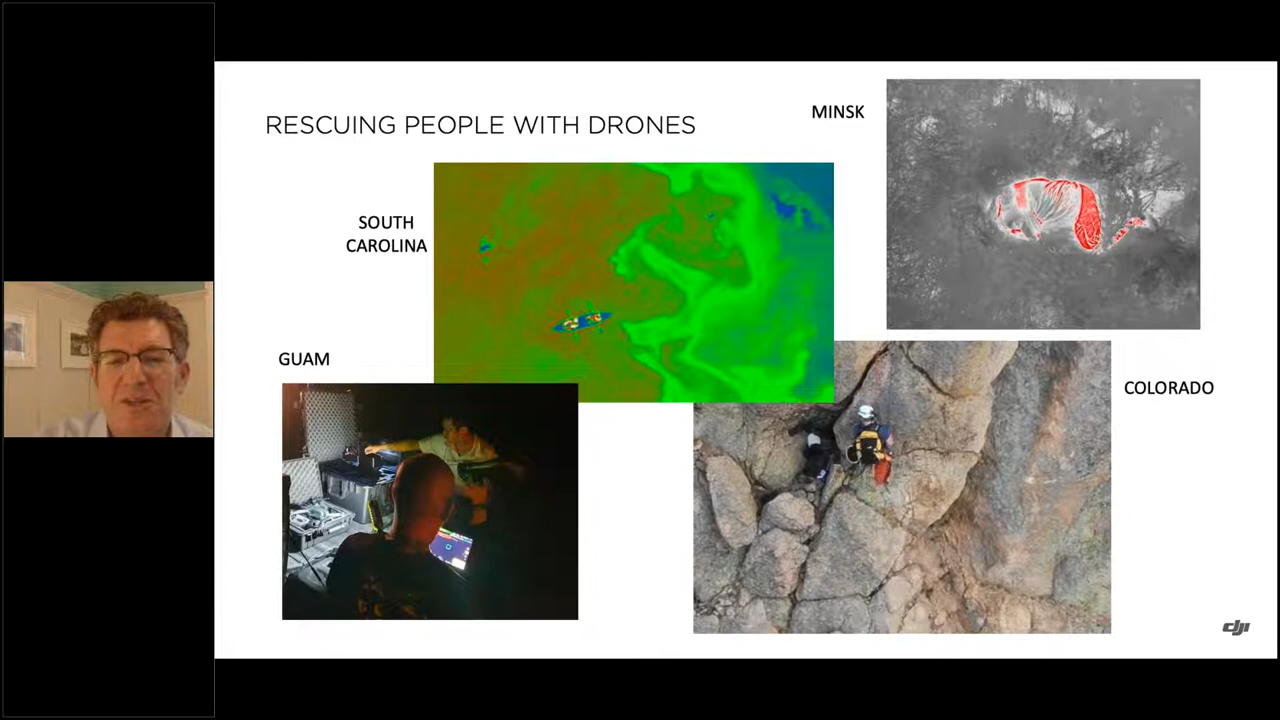 RESCUING PEOPLE WITH DRONES
MINSK
SOUTH
CAROLINA
GUAM
COLORADO
dji